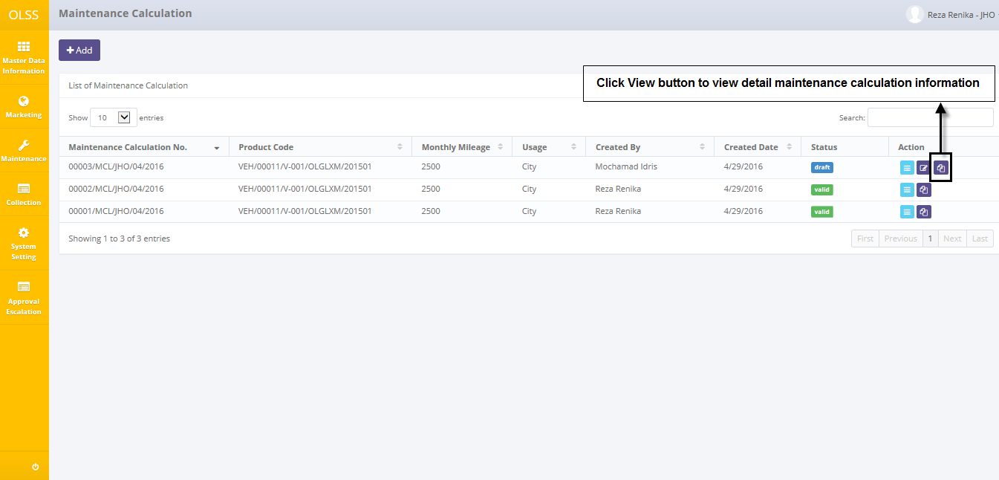 OLSS
Maintenance Calculation
Reza Renika - JHO
Master Data
Information
Marketing
Maintenance
Collection
System
Setting
Approval
Escalation
Add
List of Maintenance Calculation
Click View button to view detail maintenance calculation information
Show 10 entries
Search:
Maintenance Calculation No. Product Code Monthly Mileage Usage Created By Created Date Status Action
00003/MCL/JHO/04/2016 VEH/00011/V-001/OLGLXM/201501 2500 City Mochamad Idris 4/29/2016 draft
00002/MCL/JHO/04/2016 VEH/00011/V-001/OLGLXM/201501 2500 City Reza Renika 4/29/2016 valid
00001/MCL/JHO/04/2016 VEH/00011/V-001/OLGLXM/201501 2500 City Reza Renika 4/29/2016 valid
Showing 1 to 3 of 3 entries
First Previous 1 Next Last